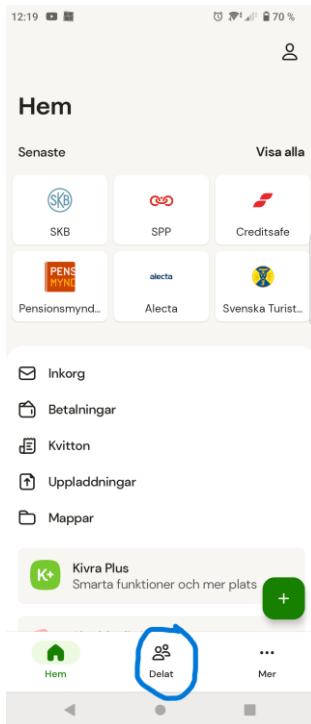 12:19 70 %
Hem
Senaste Visa alla
SKB
PENS
MYND
alecta
SKB SPP Creditsafe
Pensionsmynd... Alecta Svenska Turist...
Inkorg
Betalningar
Kvitton
Uppladdningar
Mappar
K+ Kivra Plus
Smarta funktioner och mer plats
+
Hem Delat Mer